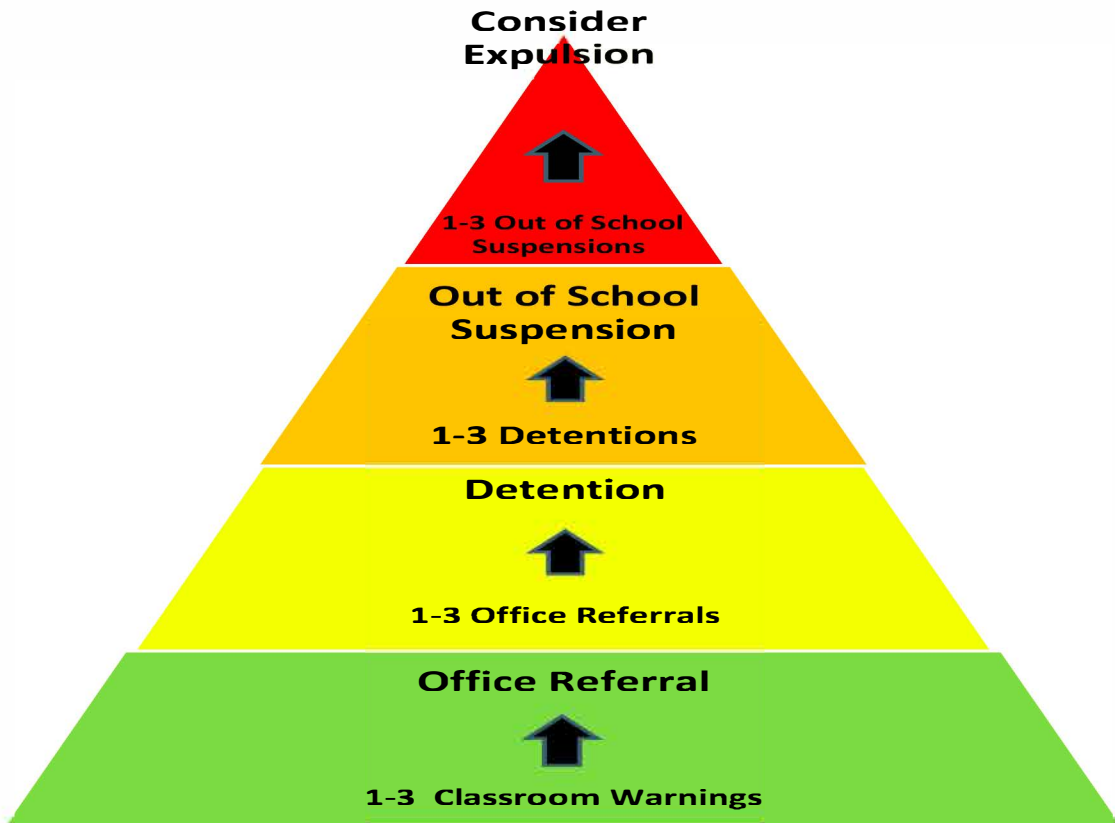 Consider
Expulsion
1-3 Out of School
Suspensions
Out of School
Suspension
1-3 Detentions
Detention
1-3 Office Referrals
Office Referral
1-3 Classroom Warnings